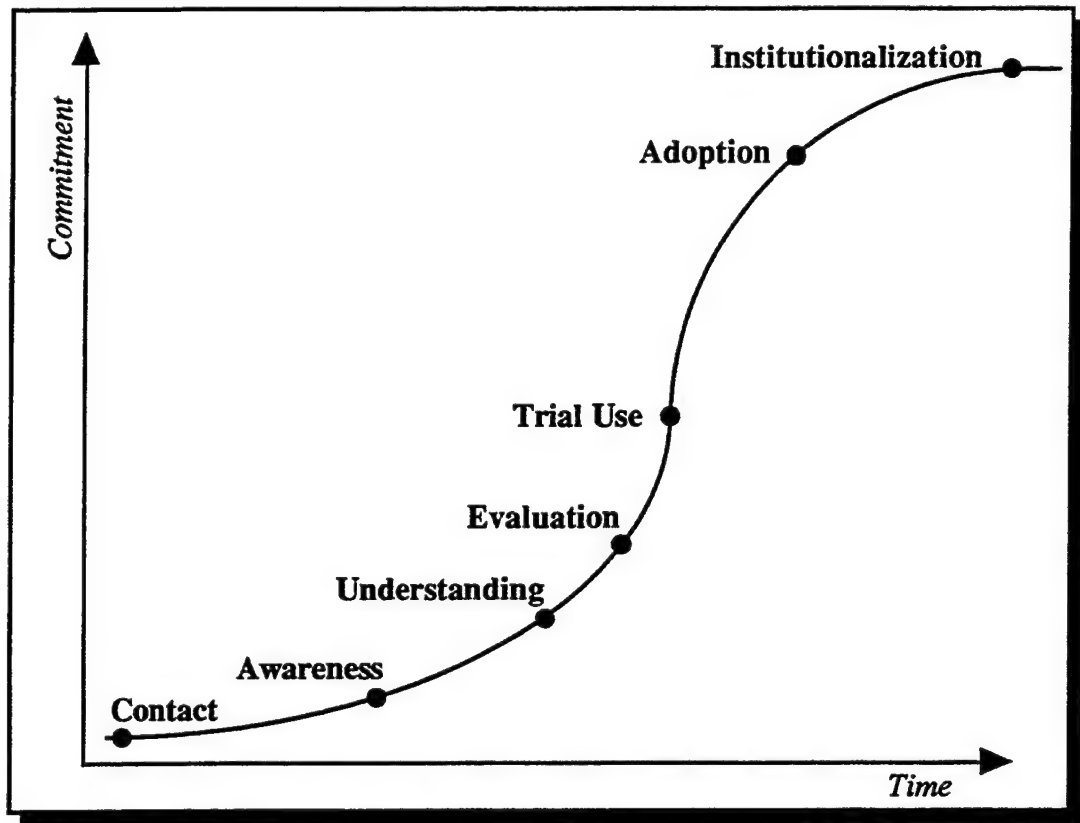 Institutionalization
Commitment
Adoption
Trial Use
Evaluation
Understanding
Awareness
Contact
Time